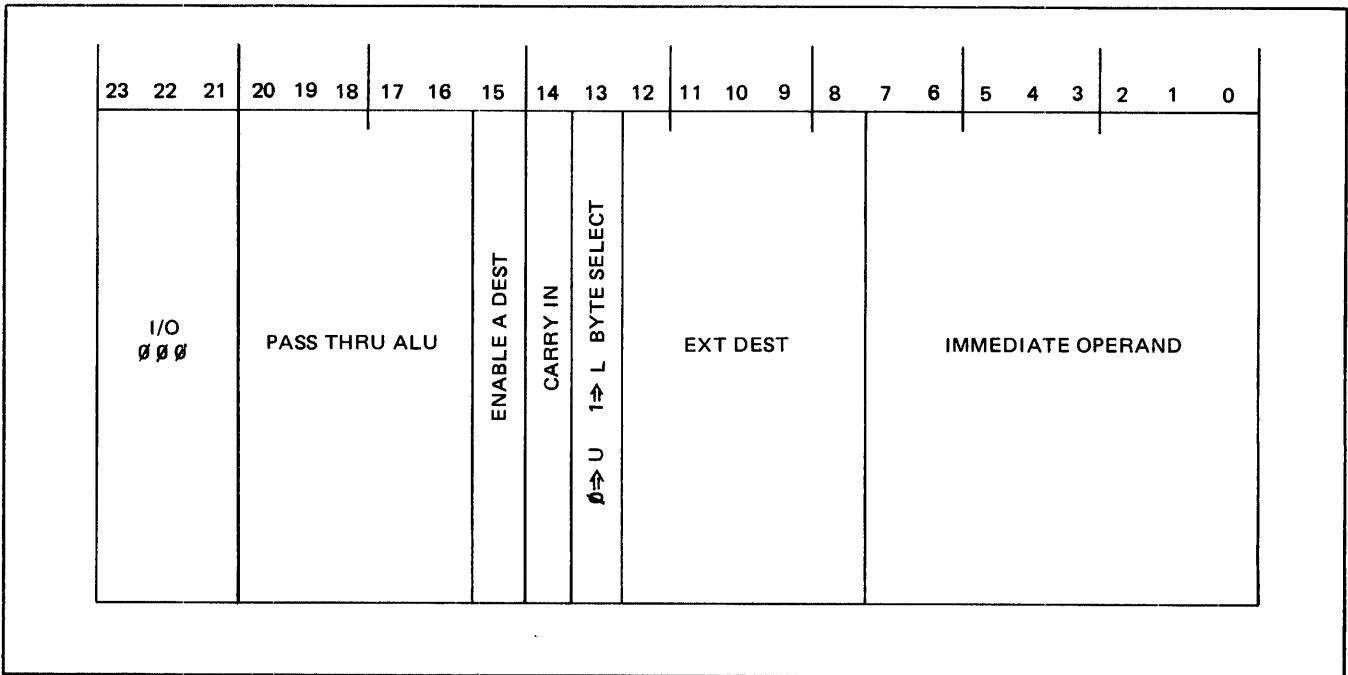 23 22 21 20 19 18 17 16 15 14 13 12 11 10 9 8 7 6 5 4 3 2 1 0
I/O
ØØØ
PASS THRU ALU
ENABLE A DEST
CARRY IN
Ø⇒U 1⇒L BYTE SELECT
EXT DEST
IMMEDIATE OPERAND